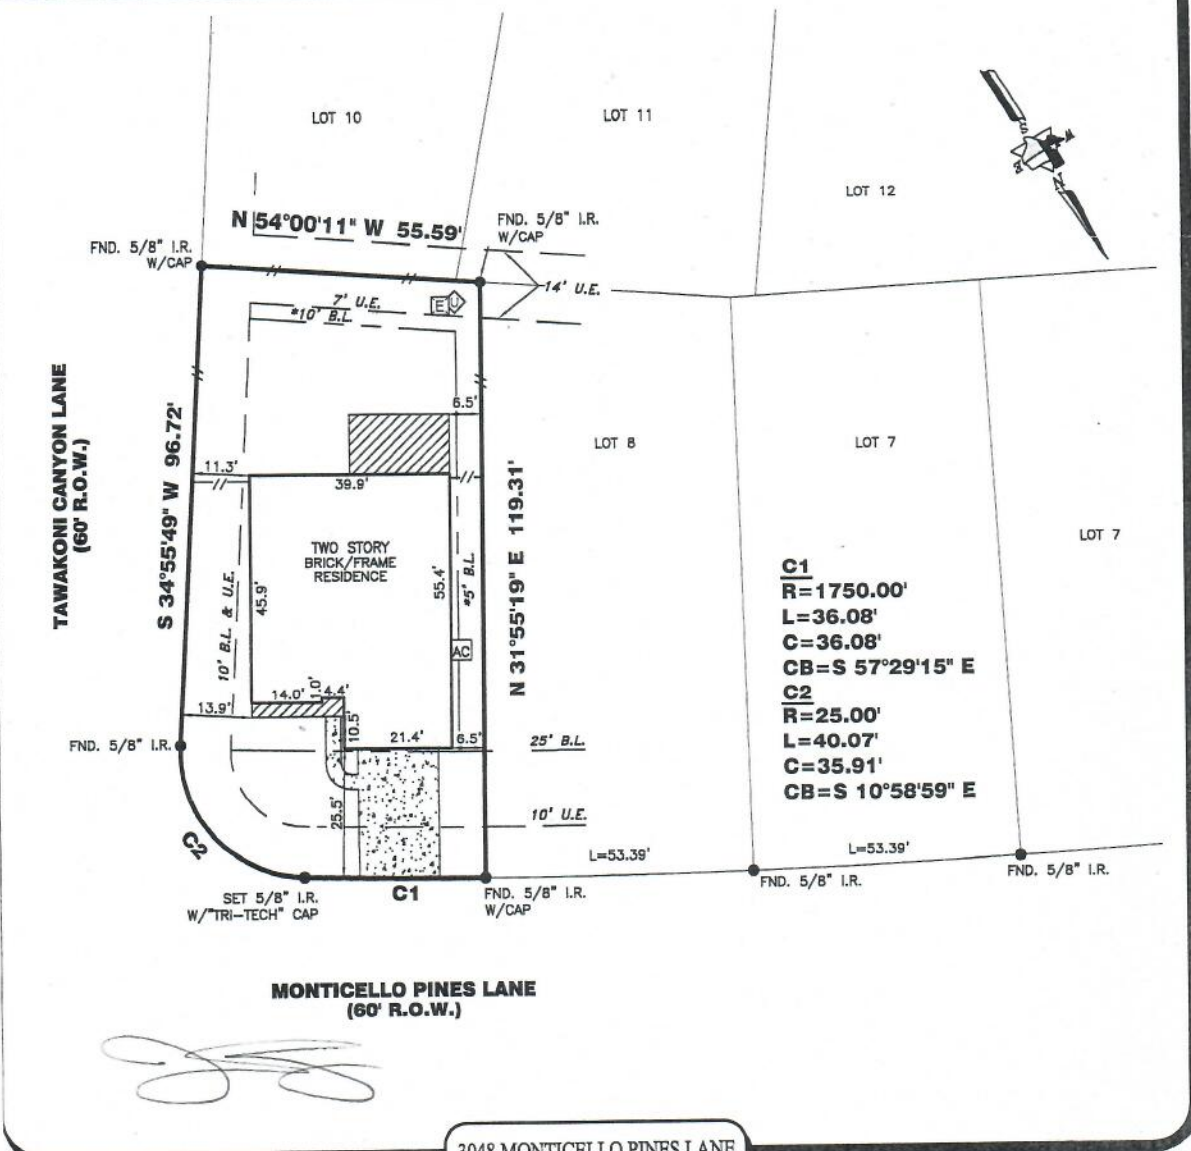 LOT 10
LOT 11
LOT 12
N 54°00'11" W 55.59'
FND. 5/8" I.R.
W/CAP
FND. 5/8" I.R.
W/CAP
14' U.E.
7' U.E.
*10' B.L.
E
U
6.5'
TAWAKONI CANYON LANE
(60' R.O.W.)
S 34°55'49" W 96.72'
11.3'
39.9'
LOT 8
LOT 7
LOT 7
TWO STORY
BRICK/FRAME
RESIDENCE
10' B.L. & U.E.
45.9'
55.4'
*5' B.L.
N 31°55'19" E 119.31'
AC
C1
R=1750.00'
L=36.08'
C=36.08'
CB=S 57°29'15" E
C2
R=25.00'
L=40.07'
C=35.91'
CB=S 10°58'59" E
14.0'
1.0'
4.4'
13.9'
10.5'
21.4'
6.5'
25' B.L.
FND. 5/8" I.R.
25.5'
10' U.E.
C2
L=53.39'
L=53.39'
SET 5/8" I.R.
W/"TRI-TECH" CAP
C1
FND. 5/8" I.R.
W/CAP
FND. 5/8" I.R.
FND. 5/8" I.R.
MONTICELLO PINES LANE
(60' R.O.W.)
3048 MONTICELLO PINES LANE